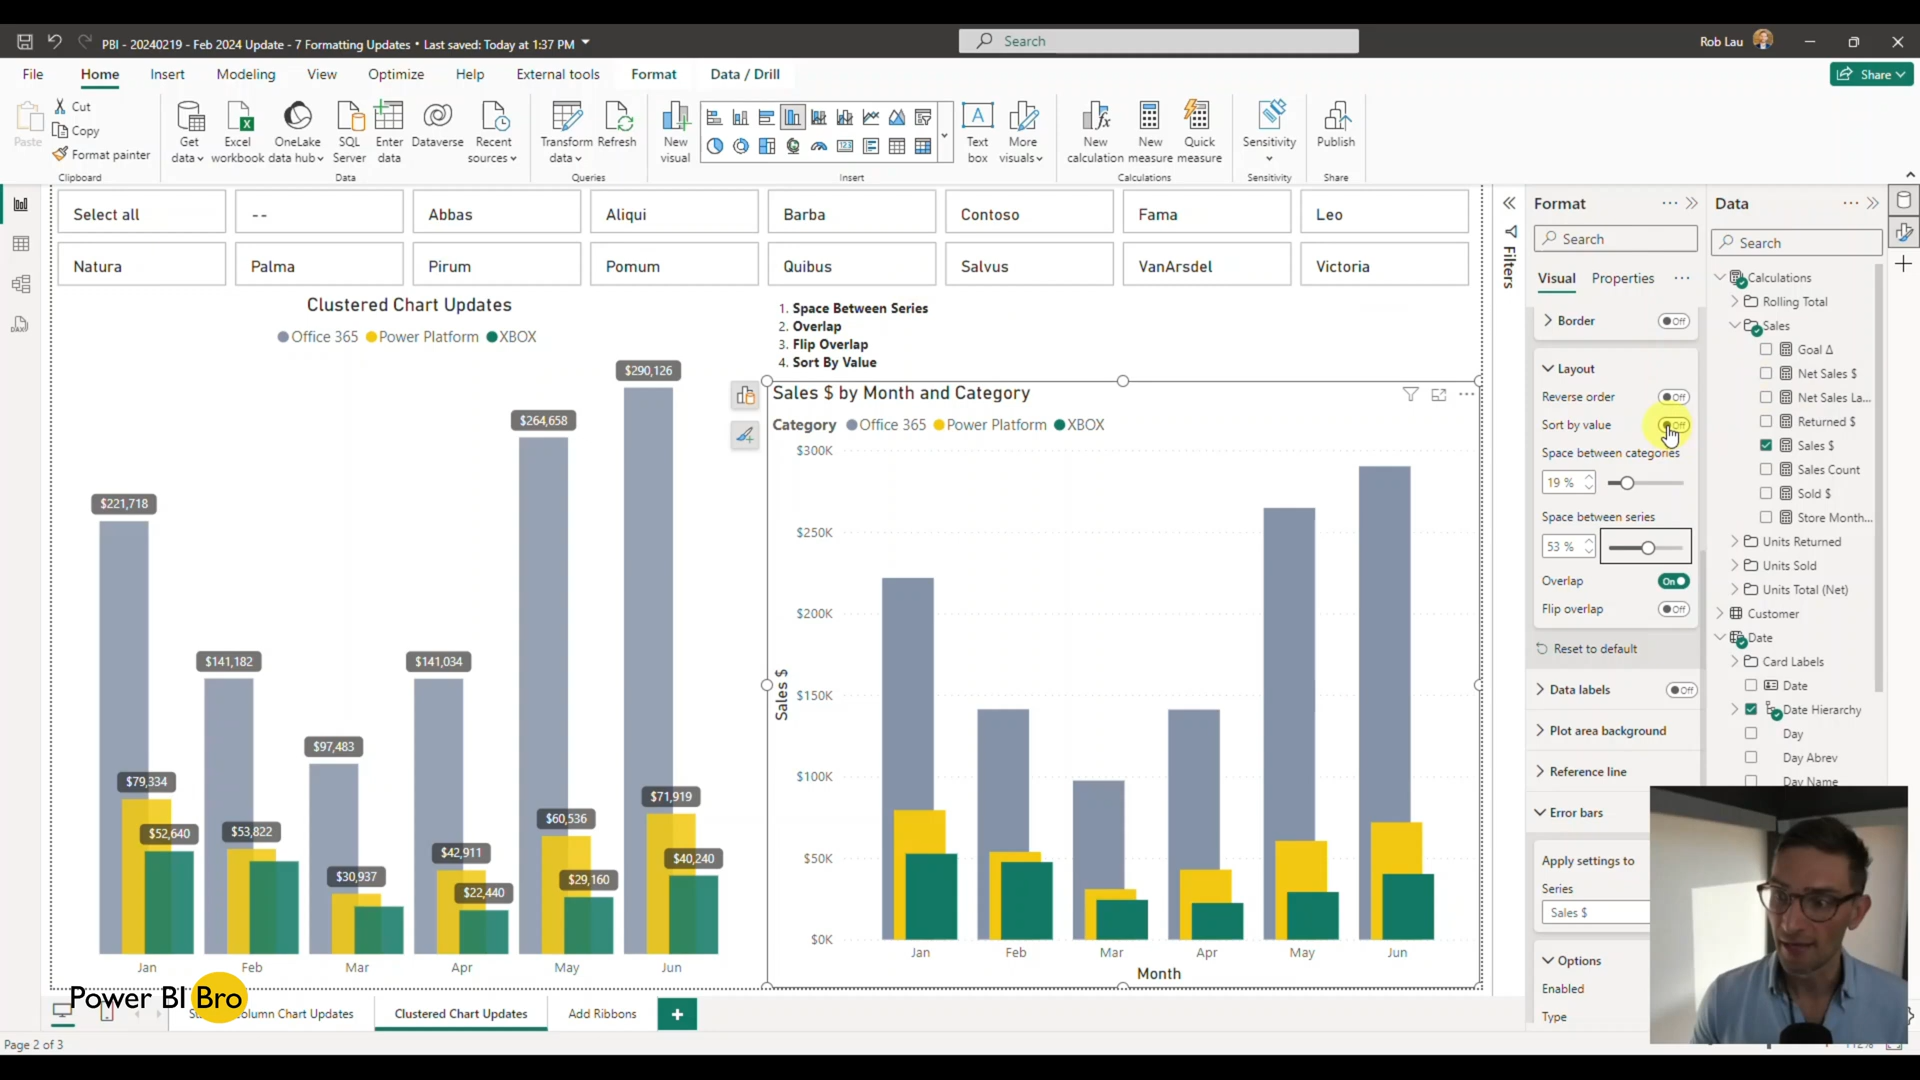 PBI - 20240219 - Feb 2024 Update - 7 Formatting Updates • Last saved: Today at 1:37 PM
Search
Rob Lau
File Home Insert Modeling View Optimize Help External tools Format Data / Drill
Share
Paste
Cut
Copy
Format painter
Clipboard
Get data
Excel workbook
OneLake data hub
SQL Server
Enter data
Dataverse
Recent sources
Data
Transform data
Refresh
Queries
New visual
Text box
More visuals
Insert
New calculation
New measure
Quick measure
Calculations
Sensitivity
Sensitivity
Publish
Share
Select all
--
Abbas
Aliqui
Barba
Contoso
Fama
Leo
Natura
Palma
Pirum
Pomum
Quibus
Salvus
VanArsdel
Victoria
Clustered Chart Updates
Office 365 Power Platform XBOX
$221,718
$141,182
$97,483
$141,034
$264,658
$290,126
$79,334
$52,640
$53,822
$30,937
$42,911
$22,440
$60,536
$29,160
$71,919
$40,240
Jan Feb Mar Apr May Jun
1. Space Between Series
2. Overlap
3. Flip Overlap
4. Sort By Value
Sales $ by Month and Category
Category Office 365 Power Platform XBOX
$300K
$250K
$200K
$150K
$100K
$50K
$0K
Sales $
Jan Feb Mar Apr May Jun
Month
Filters
Format
Search
Visual Properties
Border Off
Layout
Reverse order Off
Sort by value Off
Space between categories
19 %
Space between series
53 %
Overlap On
Flip overlap Off
Reset to default
Data labels Off
Plot area background
Reference line
Error bars
Apply settings to
Series
Sales $
Options
Enabled
Type
Data
Search
Calculations
Rolling Total
Sales
Goal Δ
Net Sales $
Net Sales La...
Returned $
Sales $
Sales Count
Sold $
Store Month...
Units Returned
Units Sold
Units Total (Net)
Customer
Date
Card Labels
Date
Date Hierarchy
Day
Day Abrev
Day Name
Power BI Bro
Column Chart Updates
Clustered Chart Updates
Add Ribbons
Page 2 of 3